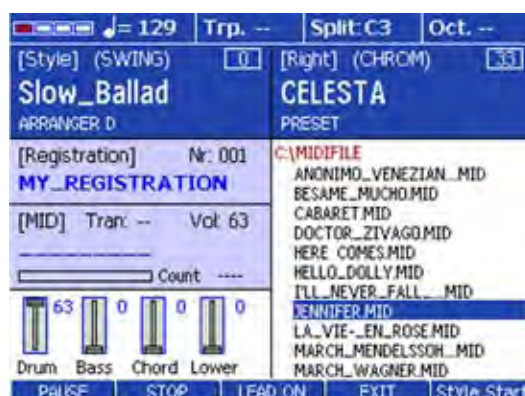 ♩= 129 Trp. -- Split: C3 Oct. --
[Style] (SWING) 0
Slow_Ballad
ARRANGER D
[Right] (CHROM) 33
CELESTA
PRESET
[Registration] Nr: 001
MY_REGISTRATION
[MID] Tran: -- Vol: 63
Count ----
63 0 0 0
Drum Bass Chord Lower
C:\MIDIFILE
ANONIMO_VENEZIAN_.MID
BESAME_MUCHO.MID
CABARET.MID
DOCTOR_ZIVAGO.MID
HERE COMES.MID
HELLO_DOLLY.MID
I'LL_NEVER_FALL_.MID
JENNIFER.MID
LA_VIE-_EN_ROSE.MID
MARCH_MENDELSSOH_.MID
MARCH_WAGNER.MID
PAUSE STOP LEAD ON EXIT Style Start